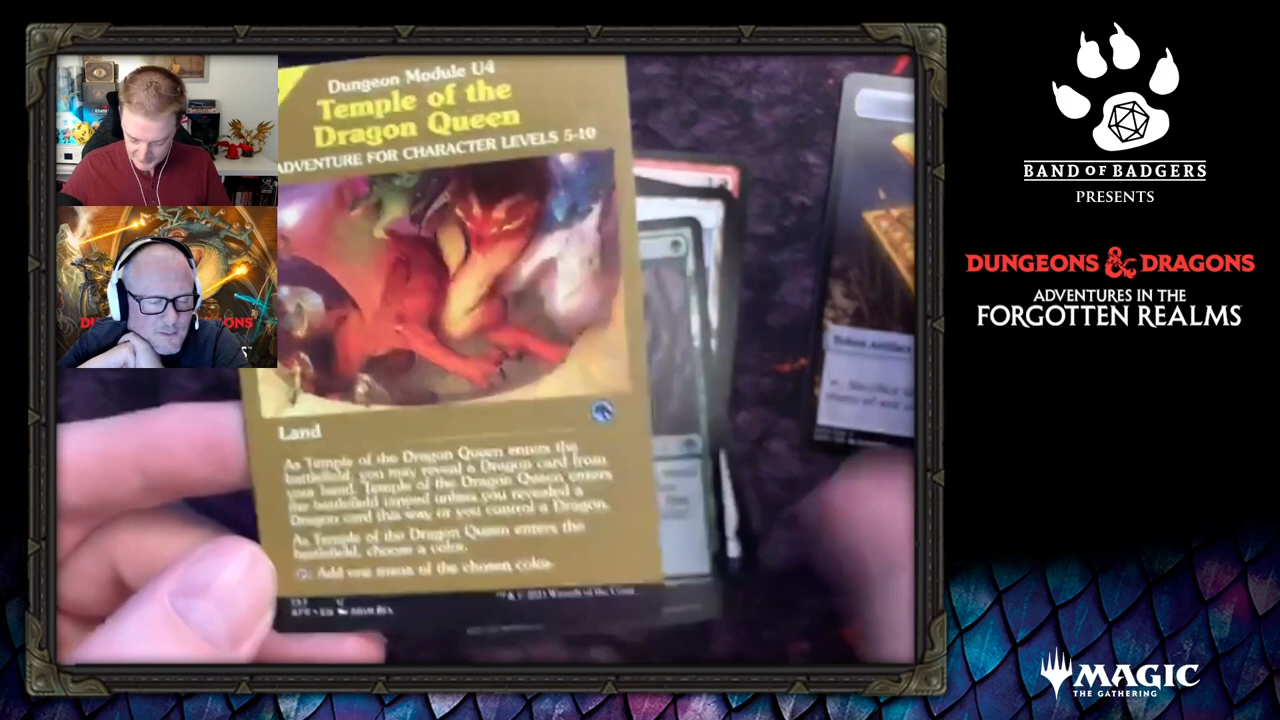 Dungeon Module U4
Temple of the
Dragon Queen
ADVENTURE FOR CHARACTER LEVELS 5-10
Land
As Temple of the Dragon Queen enters the
battlefield, you may reveal a Dragon card from
your hand. Temple of the Dragon Queen enters
the battlefield tapped unless you revealed a
Dragon card this way or you control a Dragon.
As Temple of the Dragon Queen enters the
battlefield, choose a color.
: Add one mana of the chosen color.
Token Artifact
BAND OF BADGERS
PRESENTS
DUNGEONS & DRAGONS
ADVENTURES IN THE
FORGOTTEN REALMS
MAGIC
THE GATHERING